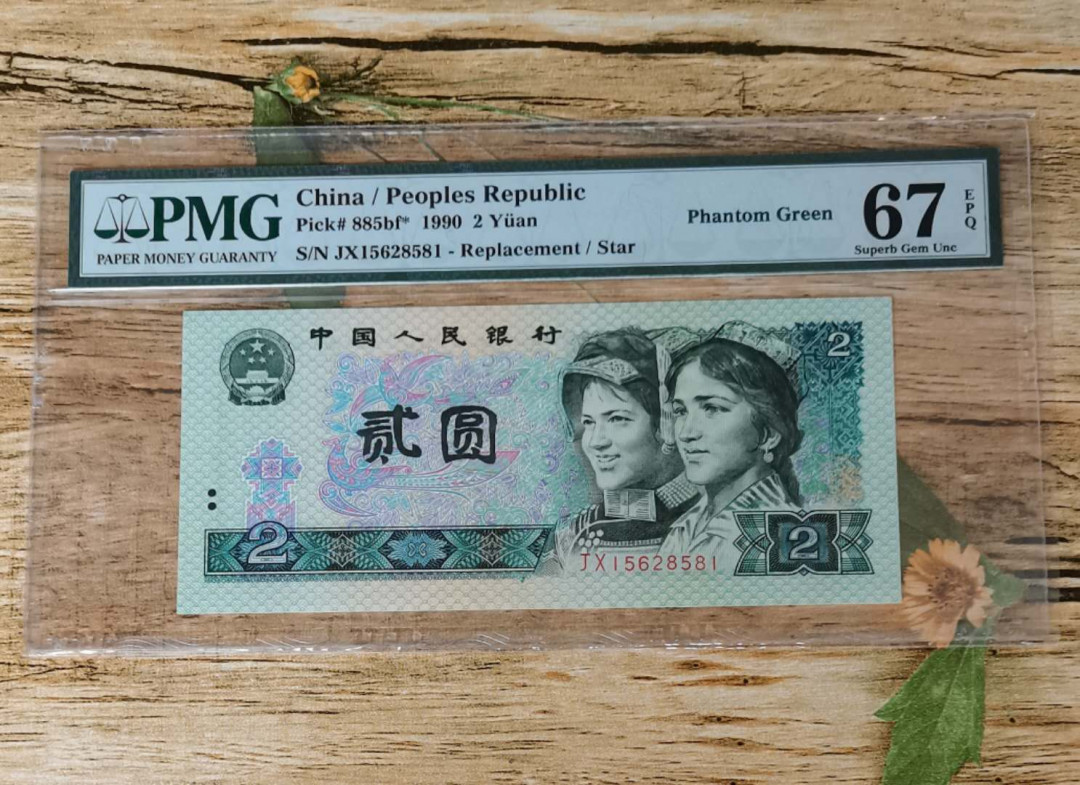 PMG
PAPER MONEY GUARANTY
China / Peoples Republic
Pick# 885bf* 1990 2 Yüan
S/N JX15628581 - Replacement / Star
Phantom Green
67
EPQ
Superb Gem Unc
中国人民银行
2
贰圆
2
JX15628581
2